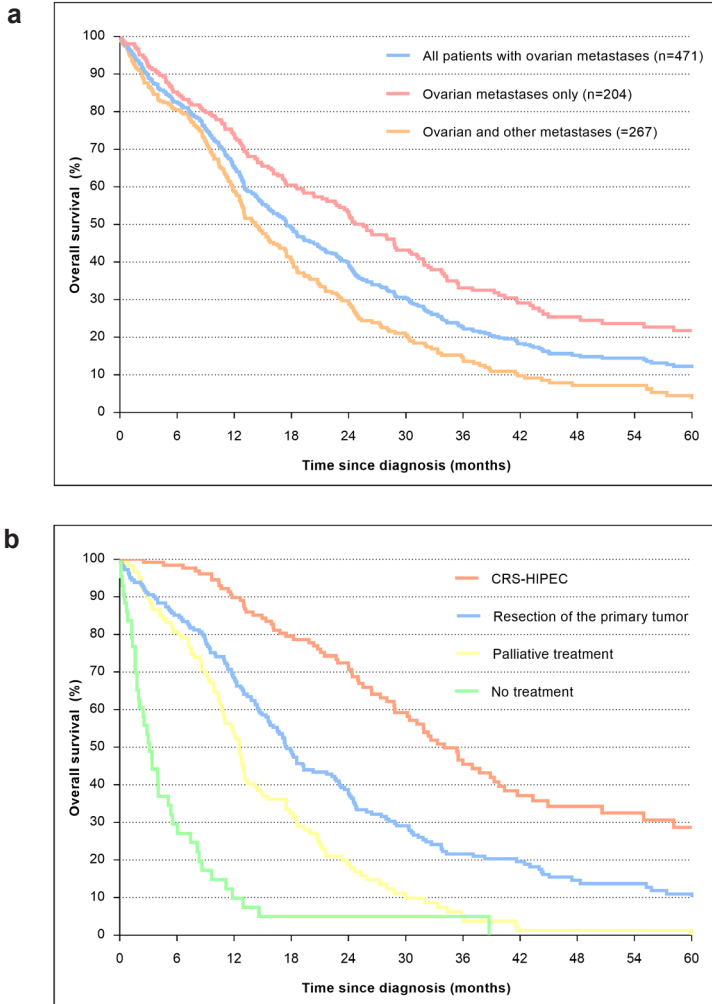 a
All patients with ovarian metastases (n=471)
Ovarian metastases only (n=204)
Ovarian and other metastases (=267)
Overall survival (%)
100
90
80
70
60
50
40
30
20
10
0
0 6 12 18 24 30 36 42 48 54 60
Time since diagnosis (months)
b
CRS-HIPEC
Resection of the primary tumor
Palliative treatment
No treatment
Overall survival (%)
100
90
80
70
60
50
40
30
20
10
0
0 6 12 18 24 30 36 42 48 54 60
Time since diagnosis (months)